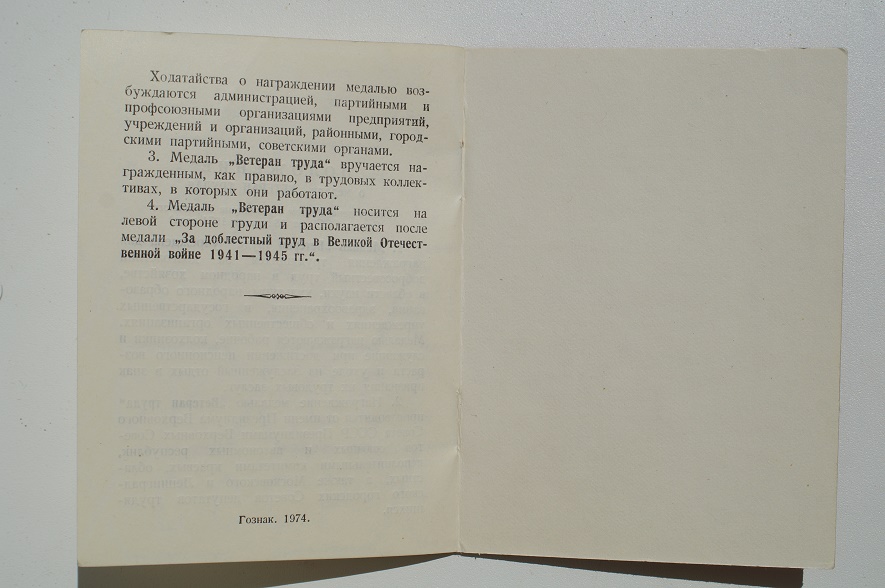 Ходатайства о награждении медалью воз-
буждаются администрацией, партийными и
профсоюзными организациями предприятий,
учреждений и организаций, районными, город-
скими партийными, советскими органами.
3. Медаль „Ветеран труда“ вручается на-
гражденным, как правило, в трудовых коллек-
тивах, в которых они работают.
4. Медаль „Ветеран труда“ носится на
левой стороне груди и располагается после
медали „За доблестный труд в Великой Отечест-
венной войне 1941—1945 гг.“.
Гознак. 1974.